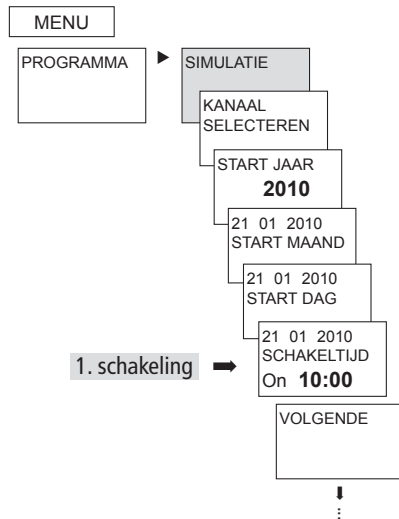 MENU
PROGRAMMA
SIMULATIE
KANAAL
SELECTEREN
START JAAR
2010
21 01 2010
START MAAND
21 01 2010
START DAG
21 01 2010
SCHAKELTIJD
On 10:00
1. schakeling
VOLGENDE